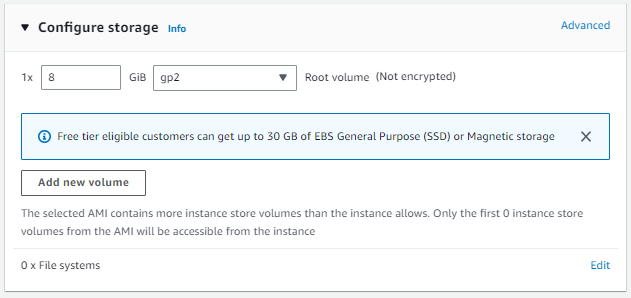 Configure storage Info Advanced
1x 8 GiB gp2 Root volume (Not encrypted)
Free tier eligible customers can get up to 30 GB of EBS General Purpose (SSD) or Magnetic storage
Add new volume
The selected AMI contains more instance store volumes than the instance allows. Only the first 0 instance store
volumes from the AMI will be accessible from the instance
0 x File systems Edit